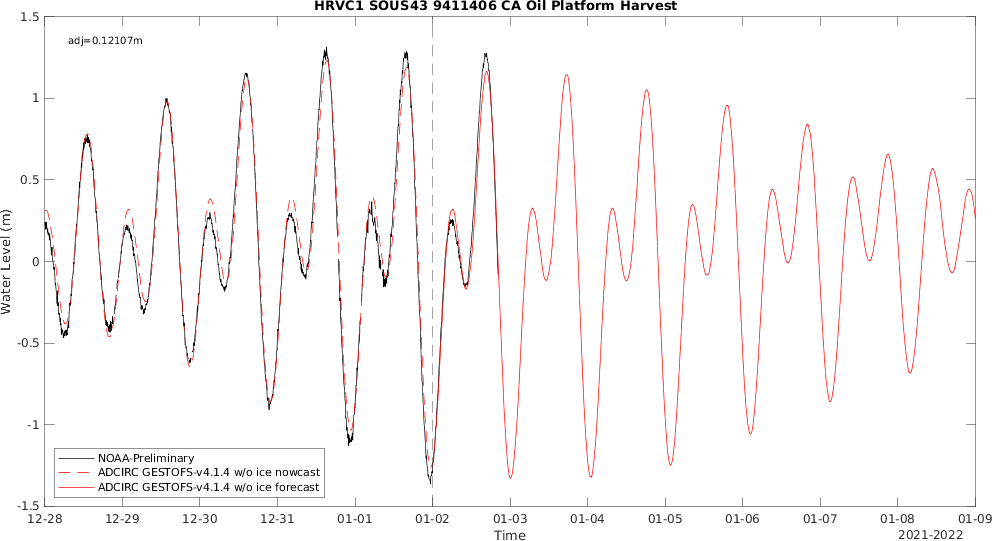 HRVC1 SOUS43 9411406 CA Oil Platform Harvest
adj=0.12107m
1.5
1
0.5
0
-0.5
-1
-1.5
Water Level (m)
NOAA-Preliminary
ADCIRC GESTOFS-v4.1.4 w/o ice nowcast
ADCIRC GESTOFS-v4.1.4 w/o ice forecast
12-28 12-29 12-30 12-31 01-01 01-02 01-03 01-04 01-05 01-06 01-07 01-08 01-09
Time
2021-2022